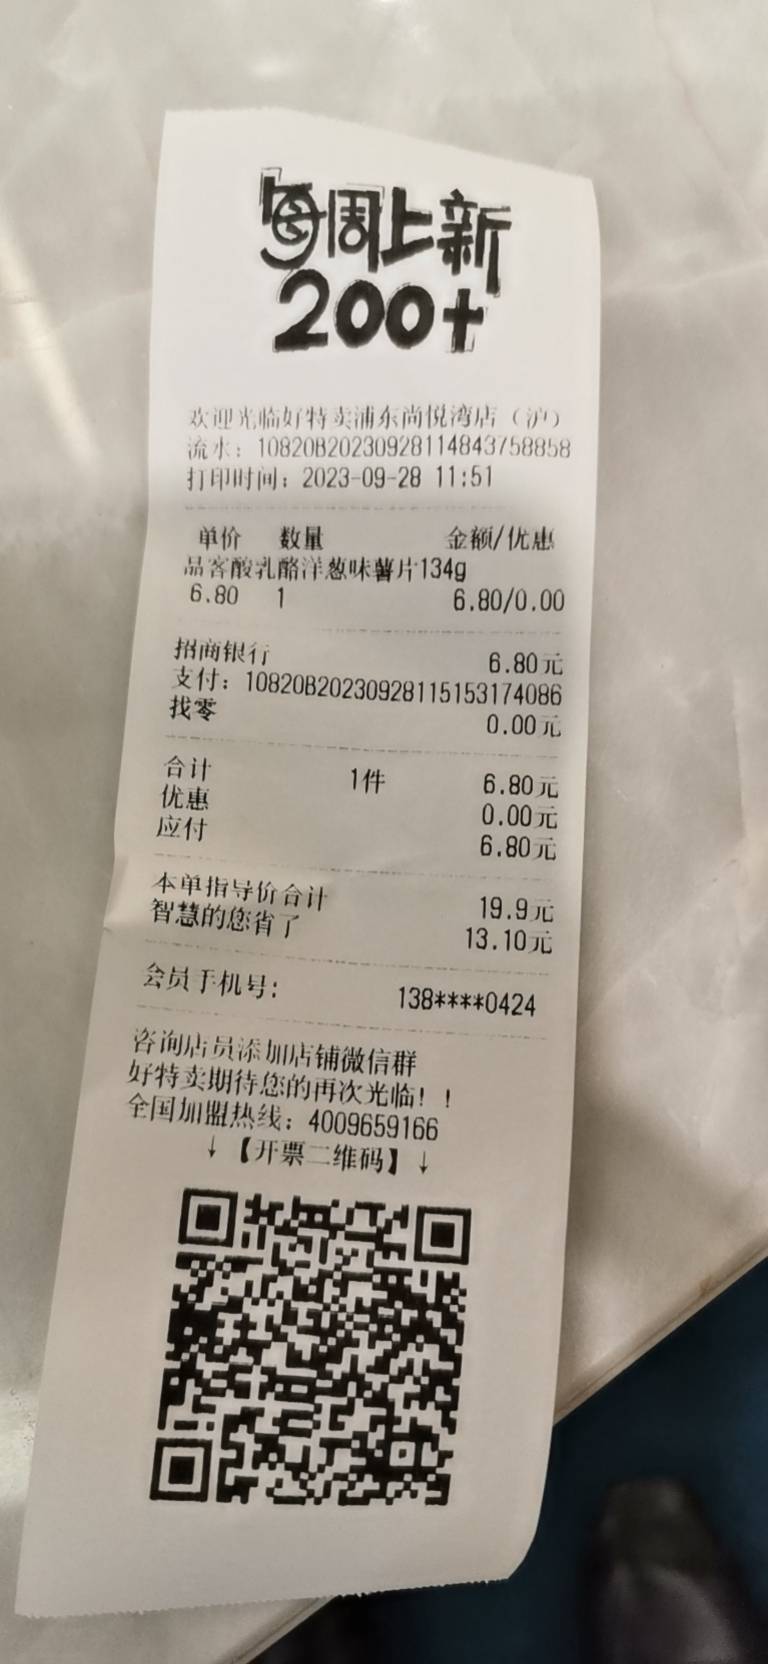 每周上新
200+
欢迎光临好特卖浦东尚悦湾店（沪）
流水：10820B202309281148437​58858
打印时间：2023-09-28 11:51
单价 数量 金额/优惠
品客酸乳酪洋葱味薯片134g
6.80 1 6.80/0.00
招商银行 6.80元
支付：10820B202309281151531​74086
找零 0.00元
合计 1件 6.80元
优惠 0.00元
应付 6.80元
本单指导价合计 19.9元
智慧的您省了 13.10元
会员手机号: 138****0424
咨询店员添加店铺微信群
好特卖期待您的再次光临！！
全国加盟热线：4009659166
↓【开票二维码】↓